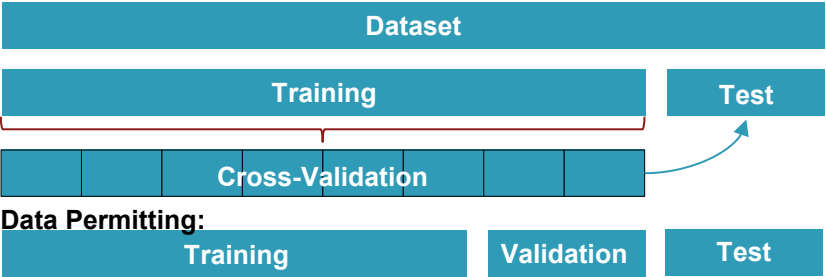 Dataset
Training Test
Cross-Validation
Data Permitting:
Training Validation Test